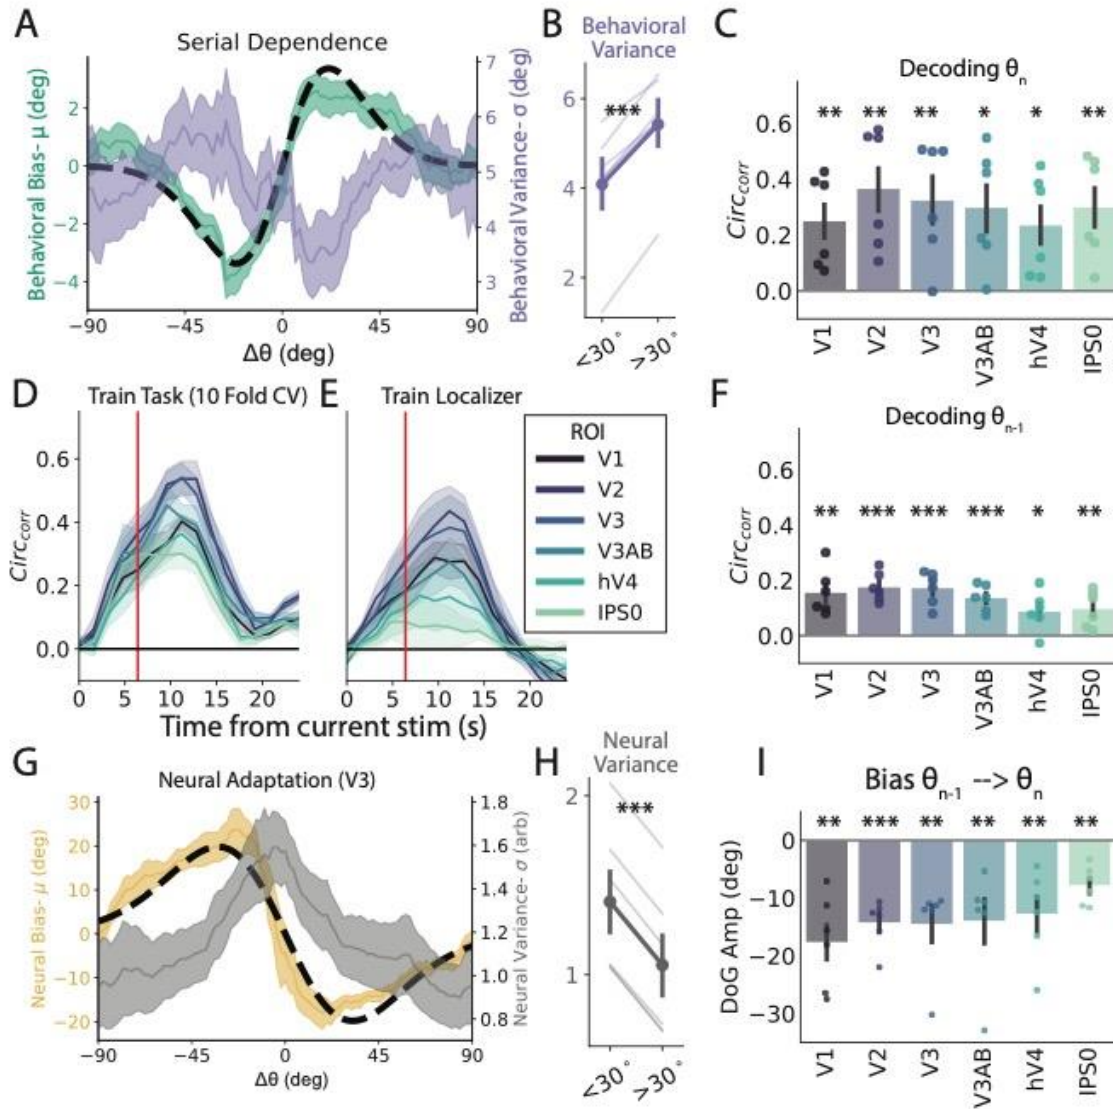 A
Serial Dependence
Behavioral Bias- μ (deg)
2
0
−2
−4
7
6
5
4
3
Behavioral Variance- σ (deg)
−90 −45 0 45 90
Δθ (deg)
B
Behavioral
Variance
***
6
4
2
<30° >30°
C
Decoding θn
** ** ** * * **
Circcorr
0.6
0.4
0.2
0.0
V1 V2 V3 V3AB hV4 IPS0
D
Train Task (10 Fold CV)
Circcorr
0.6
0.4
0.2
0.0
0 5 10 15 20
E
Train Localizer
0 5 10 15 20
Time from current stim (s)
ROI
V1
V2
V3
V3AB
hV4
IPS0
F
Decoding θn-1
** *** *** *** * **
Circcorr
0.6
0.4
0.2
0.0
V1 V2 V3 V3AB hV4 IPS0
G
Neural Adaptation (V3)
Neural Bias- μ (deg)
30
20
10
0
−10
−20
1.8
1.6
1.4
1.2
1.0
0.8
Neural Variance- σ (arb)
−90 −45 0 45 90
Δθ (deg)
H
Neural
Variance
***
2
1
<30° >30°
I
Bias θn-1 --> θn
** *** ** ** ** **
DoG Amp (deg)
0
−10
−20
−30
V1 V2 V3 V3AB hV4 IPS0